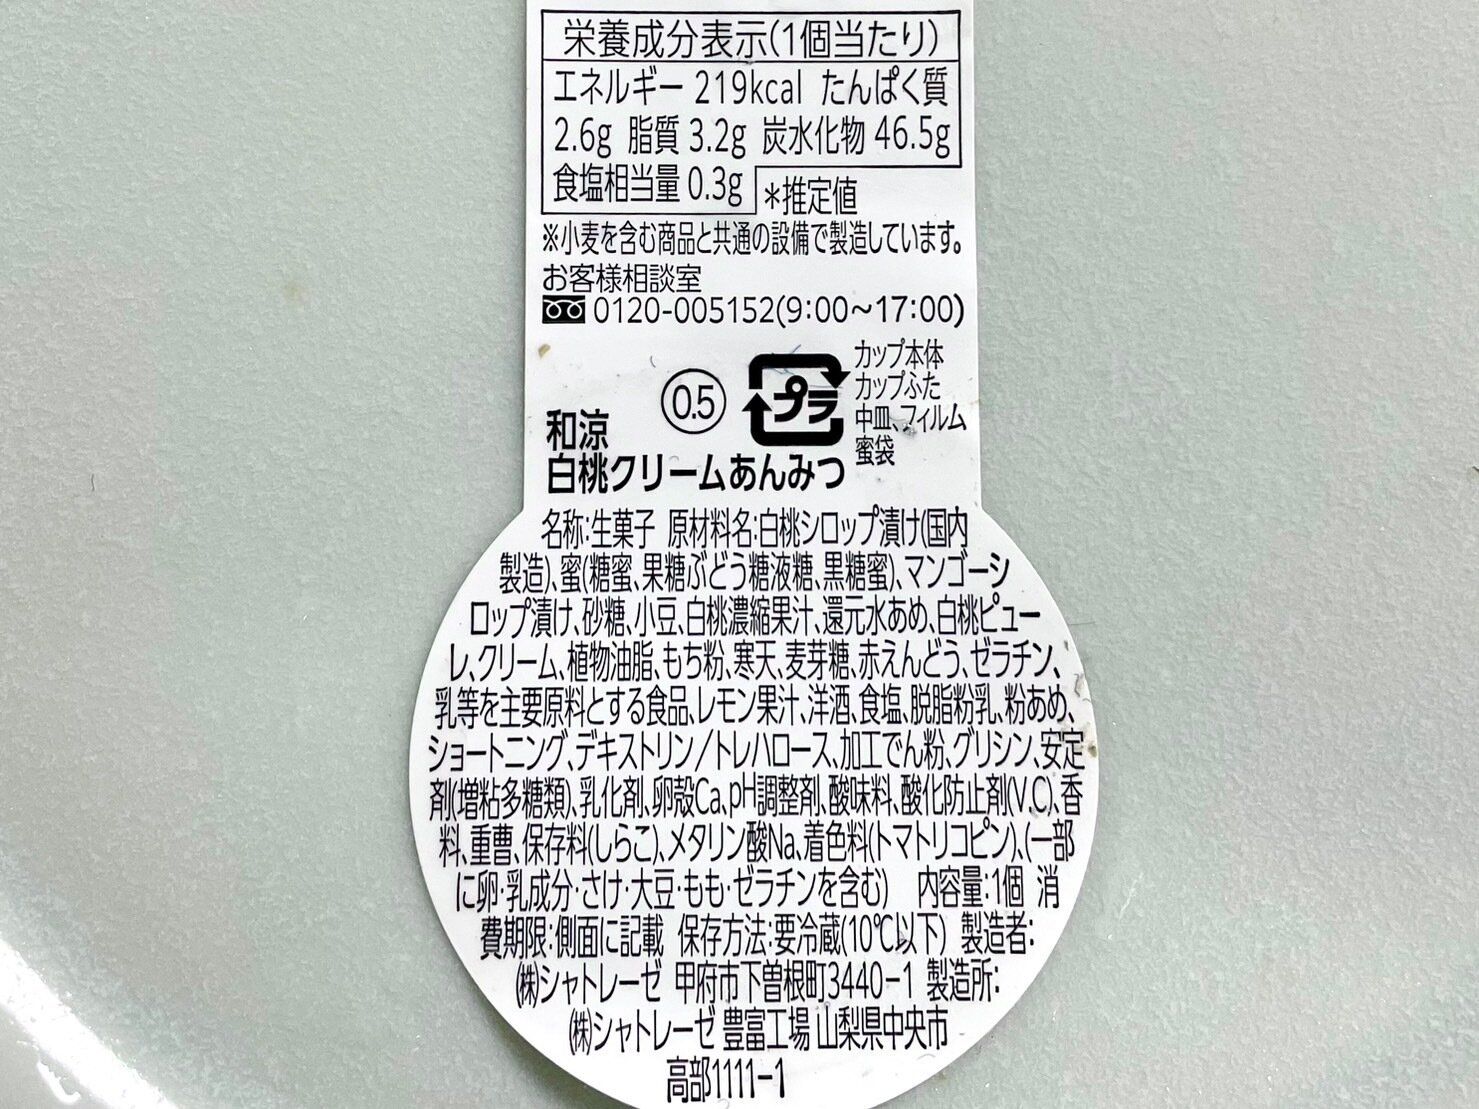 栄養成分表示(1個当たり)
エネルギー 219kcal たんぱく質
2.6g 脂質 3.2g 炭水化物 46.5g
食塩相当量 0.3g *推定値
※小麦を含む商品と共通の設備で製造しています。
お客様相談室
0120-005152(9:00~17:00)
0.5
プラ
カップ本体
カップふた
中皿、フィルム
蜜袋
和涼
白桃クリームあんみつ
名称:生菓子 原材料名:白桃シロップ漬け(国内
製造)、蜜(糖蜜、果糖ぶどう糖液糖、黒糖蜜)、マンゴーシ
ロップ漬け、砂糖、小豆、白桃濃縮果汁、還元水あめ、白桃ピュー
レ、クリーム、植物油脂、もち粉、寒天、麦芽糖、赤えんどう、ゼラチン、
乳等を主要原料とする食品、レモン果汁、洋酒、食塩、脱脂粉乳、粉あめ、
ショートニング、デキストリン/トレハロース、加工でん粉、グリシン、安定
剤(増粘多糖類)、乳化剤、卵殻Ca、pH調整剤、酸味料、酸化防止剤(V.C)、香
料、重曹、保存料(しらこ)、メタリン酸Na、着色料(トマトリコピン)、(一部
に卵・乳成分・さけ・大豆・もも・ゼラチンを含む) 内容量:1個 消
費期限:側面に記載 保存方法:要冷蔵(10℃以下) 製造者:
(株)シャトレーゼ 甲府市下曽根町3440-1 製造所:
(株)シャトレーゼ 豊富工場 山梨県中央市
高部1111-1